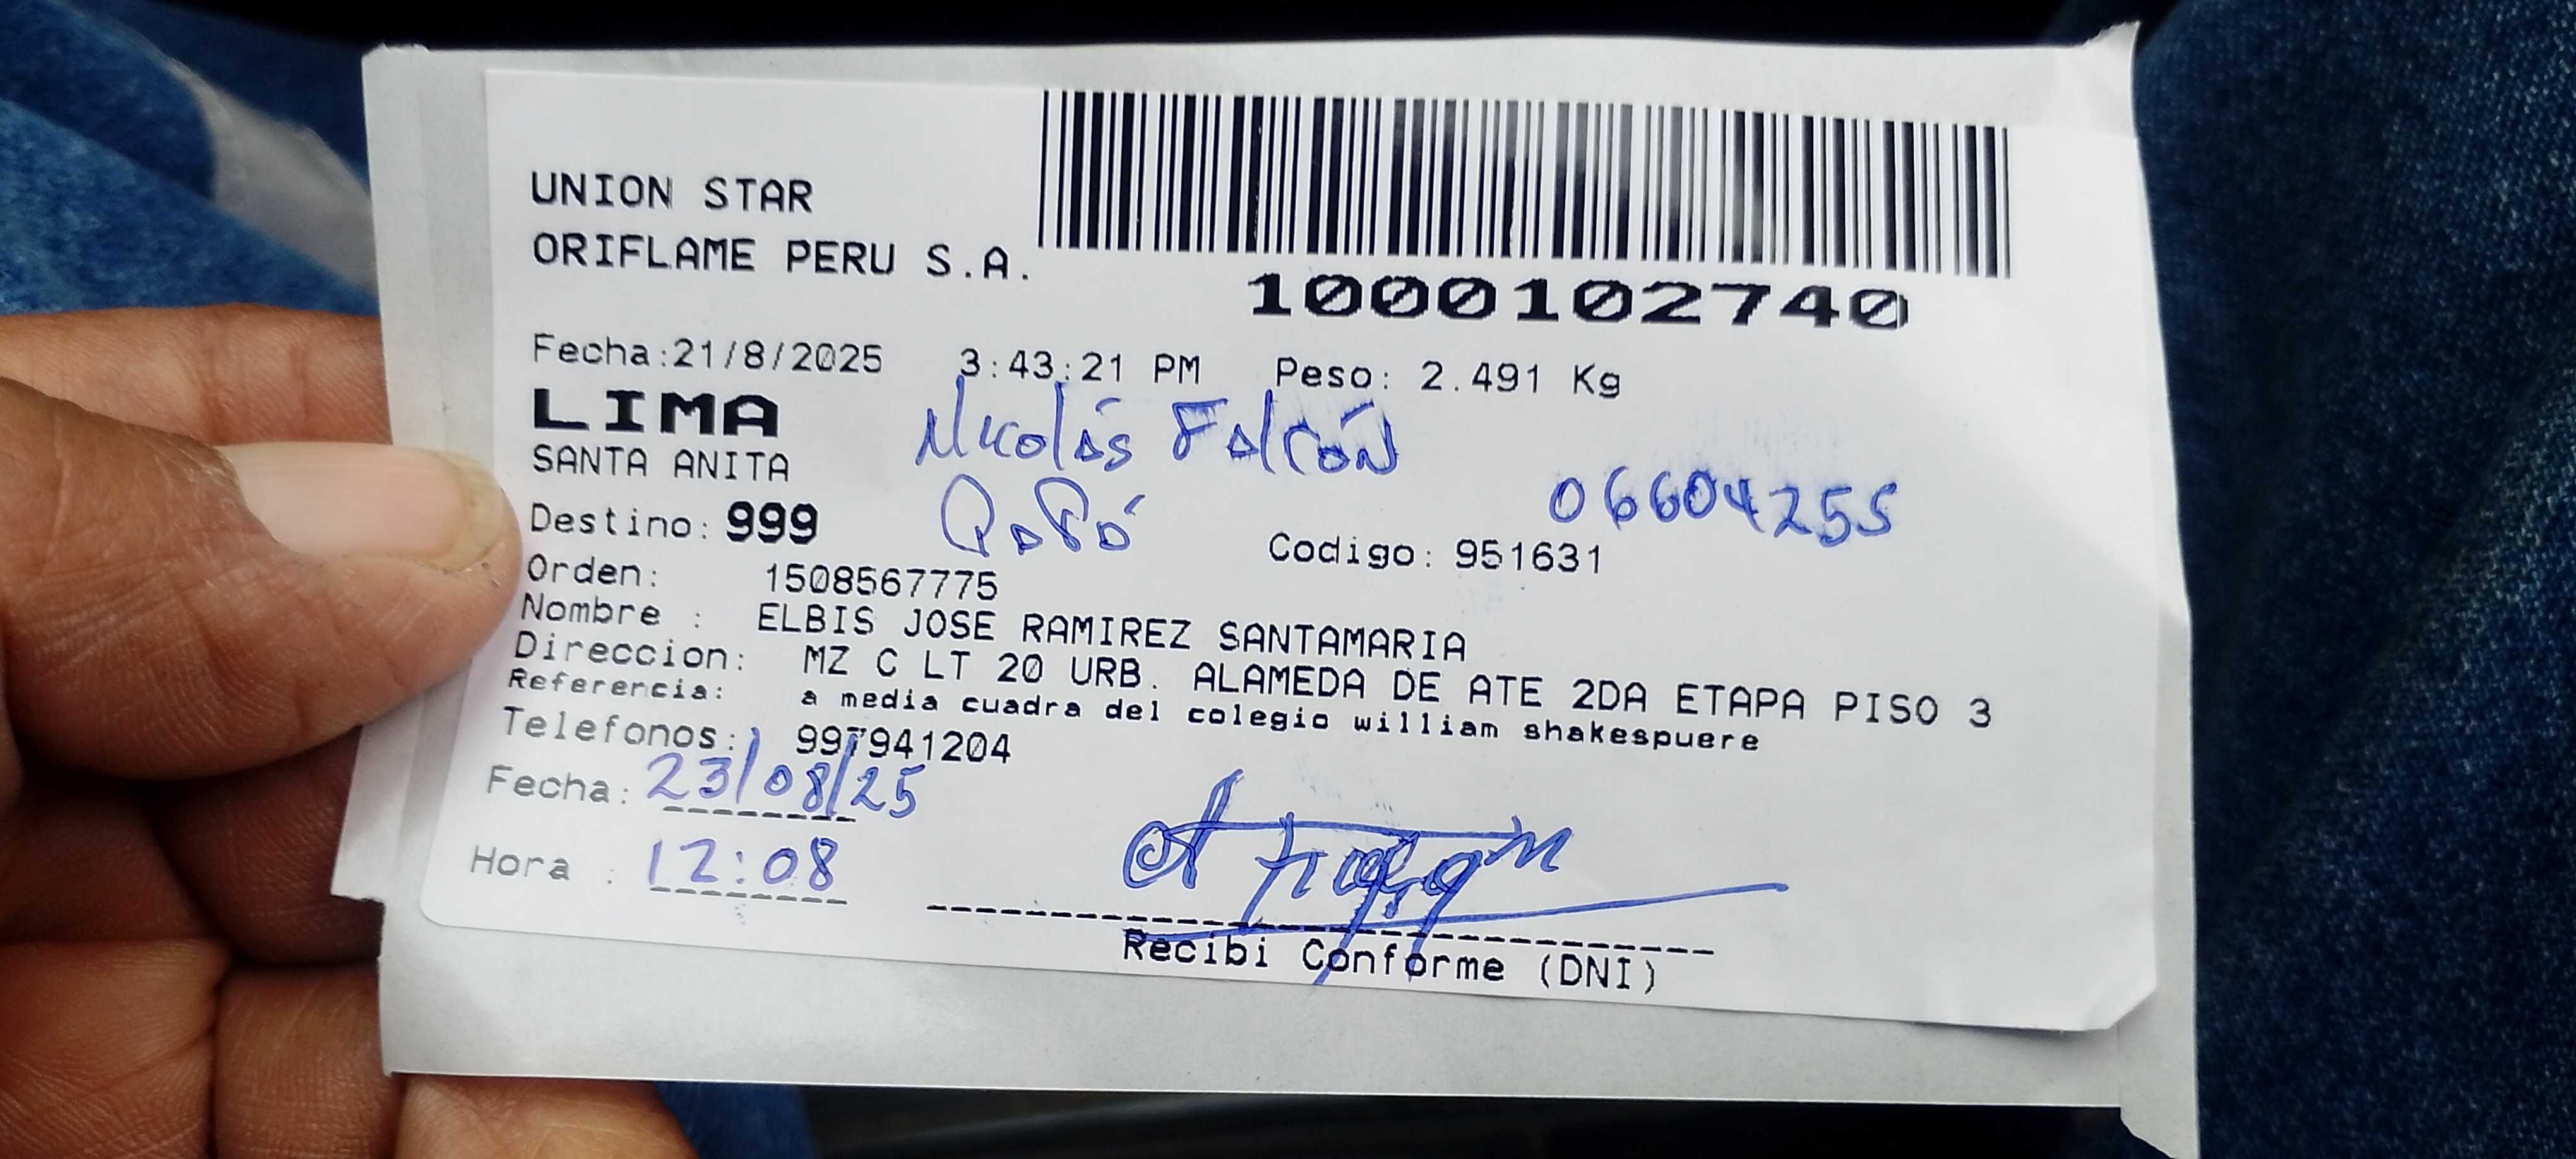 UNION STAR
ORIFLAME PERU S.A.
1000102740
Fecha:21/8/2025 3:43:21 PM Peso: 2.491 Kg
LIMA
Nicolás Falcón
SANTA ANITA
06604255
Destino: 999
Codigo: 951631
Orden: 1508567775
Nombre : ELBIS JOSE RAMIREZ SANTAMARIA
Direccion: MZ C LT 20 URB. ALAMEDA DE ATE 2DA ETAPA PISO 3
Referencia: a media cuadra del colegio william shakespuere
Telefonos: 997941204
Fecha: 23/08/25
Hora : 12:08
Recibi Conforme (DNI)